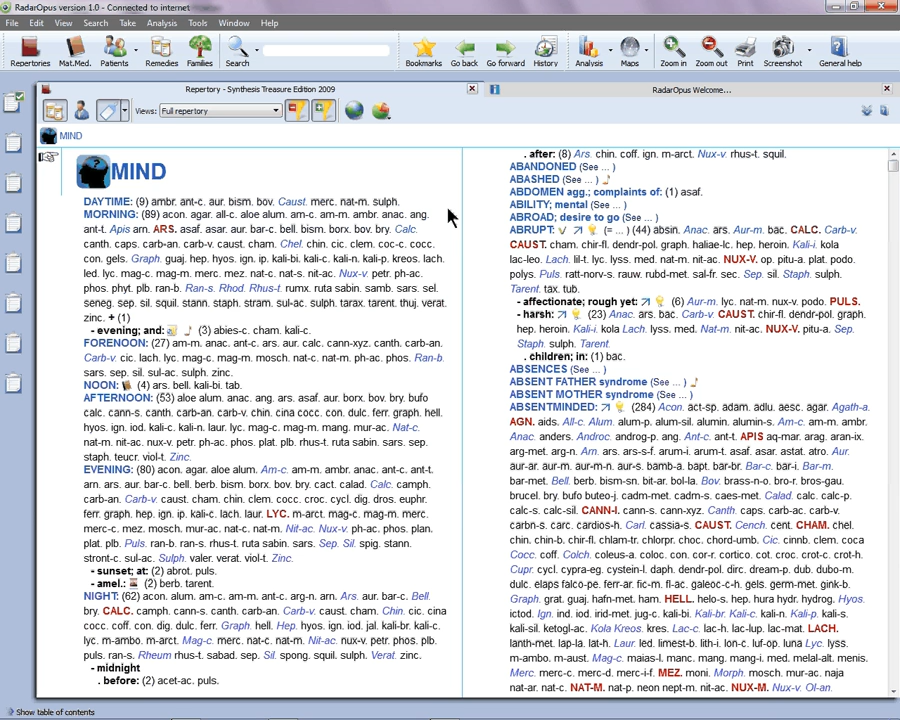 RadarOpus version 1.0 - Connected to internet
File Edit View Search Take Analysis Tools Window Help
Repertories Mat.Med. Patients Remedies Families Search Bookmarks Go back Go forward History Analysis Maps Zoom in Zoom out Print Screenshot General help
Repertory - Synthesis Treasure Edition 2009
RadarOpus Welcome...
Views: Full repertory
MIND
MIND
DAYTIME: (9) ambr. ant-c. aur. bism. bov. Caust. merc. nat-m. sulph.
MORNING: (89) acon. agar. all-c. aloe alum. am-c. am-m. ambr. anac. ang.
ant-t. Apis arn. ARS. asaf. asar. aur. bar-c. bell. bism. borx. bov. bry. Calc.
canth. caps. carb-an. carb-v. caust. cham. Chel. chin. cic. clem. coc-c. cocc.
con. gels. Graph. guaj. hep. hyos. ign. ip. kali-bi. kali-c. kali-n. kali-p. kreos. lach.
led. lyc. mag-c. mag-m. merc. mez. nat-c. nat-s. nit-ac. Nux-v. petr. ph-ac.
phos. phyt. plb. ran-b. Ran-s. Rhod. Rhus-t. rumx. ruta sabin. samb. sars. sel.
seneg. sep. sil. squil. stann. staph. stram. sul-ac. sulph. tarax. tarent. thuj. verat.
zinc. + (1)
- evening; and: (3) abies-c. cham. kali-c.
FORENOON: (27) am-m. anac. ant-c. ars. aur. calc. cann-xyz. canth. carb-an.
Carb-v. cic. lach. lyc. mag-c. mag-m. mosch. nat-c. nat-m. ph-ac. phos. Ran-b.
sars. sep. sil. sul-ac. sulph. zinc.
NOON: (4) ars. bell. kali-bi. tab.
AFTERNOON: (53) aloe alum. anac. ang. ars. asaf. aur. borx. bov. bry. bufo
calc. cann-s. canth. carb-an. carb-v. chin. cina cocc. con. dulc. ferr. graph. hell.
hyos. ign. iod. kali-c. kali-n. laur. lyc. mag-c. mag-m. mang. mur-ac. Nat-c.
nat-m. nit-ac. nux-v. petr. ph-ac. phos. plat. plb. rhus-t. ruta sabin. sars. sep.
staph. teucr. viol-t. Zinc.
EVENING: (80) acon. agar. aloe alum. Am-c. am-m. ambr. anac. ant-c. ant-t.
arn. ars. aur. bar-c. bell. berb. bism. borx. bov. bry. cact. calad. Calc. camph.
carb-an. Carb-v. caust. cham. chin. clem. cocc. croc. cycl. dig. dros. euphr.
ferr. graph. hep. ign. ip. kali-c. lach. laur. LYC. m-arct. mag-c. mag-m. merc.
merc-c. mez. mosch. mur-ac. nat-c. nat-m. Nit-ac. Nux-v. ph-ac. phos. plan.
plat. plb. Puls. ran-b. ran-s. rhus-t. ruta sabin. sars. Sep. Sil. spig. stann.
stront-c. sul-ac. Sulph. valer. verat. viol-t. Zinc.
- sunset; at: (2) abrot. puls.
- amel.: (2) berb. tarent.
NIGHT: (62) acon. alum. am-c. am-m. ant-c. arg-n. arn. Ars. aur. bar-c. Bell.
bry. CALC. camph. cann-s. canth. carb-an. Carb-v. caust. cham. Chin. cic. cina
cocc. coff. con. dig. dulc. ferr. Graph. hell. Hep. hyos. ign. iod. jal. kali-br. kali-c.
lyc. m-ambo. m-arct. Mag-c. merc. nat-c. nat-m. Nit-ac. nux-v. petr. phos. plb.
puls. ran-s. Rheum rhus-t. sabad. sep. Sil. spong. squil. sulph. Verat. zinc.
- midnight
. before: (2) acet-ac. puls.
. after: (8) Ars. chin. coff. ign. m-arct. Nux-v. rhus-t. squil.
ABANDONED (See ... )
ABASHED (See ... )
ABDOMEN agg.; complaints of: (1) asaf.
ABILITY; mental (See ... )
ABROAD; desire to go (See ... )
ABRUPT: (= ... ) (44) absin. Anac. ars. Aur-m. bac. CALC. Carb-v.
CAUST. cham. chir-fl. dendr-pol. graph. haliae-lc. hep. heroin. Kali-i. kola
lac-leo. Lach. lil-t. lyc. lyss. med. nat-m. nit-ac. NUX-V. op. pitu-a. plat. podo.
polys. Puls. ratt-norv-s. rauw. rubd-met. sal-fr. sec. Sep. sil. Staph. sulph.
Tarent. tax. tub.
- affectionate; rough yet: (6) Aur-m. lyc. nat-m. nux-v. podo. PULS.
- harsh: (23) Anac. ars. bac. Carb-v. CAUST. chir-fl. dendr-pol. graph.
hep. heroin. Kali-i. kola Lach. lyss. med. Nat-m. nit-ac. NUX-V. pitu-a. Sep.
Staph. sulph. Tarent.
. children; in: (1) bac.
ABSENCES (See ... )
ABSENT FATHER syndrome (See ... )
ABSENT MOTHER syndrome (See ... )
ABSENTMINDED: (284) Acon. act-sp. adam. adlu. aesc. agar. Agath-a.
AGN. aids. All-c. Alum. alum-p. alum-sil. alumin. alumin-s. Am-c. am-m. ambr.
Anac. anders. Androc. androg-p. ang. Ant-c. ant-t. APIS aq-mar. arag. aran-ix.
arg-met. arg-n. Arn. ars. ars-s-f. arum-i. arum-t. asaf. asar. astat. atro. Aur.
aur-ar. aur-m. aur-m-n. aur-s. bamb-a. bapt. bar-br. Bar-c. bar-i. Bar-m.
bar-met. Bell. berb. bism-sn. bit-ar. bol-la. Bov. brass-n-o. bro-r. bros-gau.
brucel. bry. bufo buteo-j. cadm-met. cadm-s. caes-met. Calad. calc. calc-p.
calc-s. calc-sil. CANN-I. cann-s. cann-xyz. Canth. caps. carb-ac. carb-v.
carbn-s. carc. cardios-h. Carl. cassia-s. CAUST. Cench. cent. CHAM. chel.
chin. chin-b. chir-fl. chlam-tr. chlorpr. choc. chord-umb. Cic. cinnb. clem. coca
Cocc. coff. Colch. coleus-a. coloc. con. cor-r. cortico. cot. croc. crot-c. crot-h.
Cupr. cycl. cypra-eg. cystein-l. daph. dendr-pol. dirc. dream-p. dub. dubo-m.
dulc. elaps falco-pe. ferr-ar. fic-m. fl-ac. galeoc-c-h. gels. germ-met. gink-b.
Graph. grat. guaj. hafn-met. ham. HELL. helo-s. hep. hura hydr. hydrog. Hyos.
ictod. Ign. ind. iod. irid-met. jug-c. kali-bi. Kali-br. Kali-c. kali-n. Kali-p. kali-s.
kali-sil. ketogl-ac. Kola Kreos. kres. Lac-c. lac-h. lac-lup. lac-mat. LACH.
lanth-met. lap-la. lat-h. Laur. led. limest-b. lith-i. lon-c. luf-op. luna Lyc. lyss.
m-ambo. m-aust. Mag-c. maias-l. manc. mang. mang-i. med. melal-alt. menis.
Merc. merc-c. merc-d. merc-i-f. MEZ. moni. Morph. mosch. mur-ac. naja
nat-ar. nat-c. NAT-M. nat-p. neon nept-m. nit-ac. NUX-M. Nux-v. Ol-an.
Show table of contents